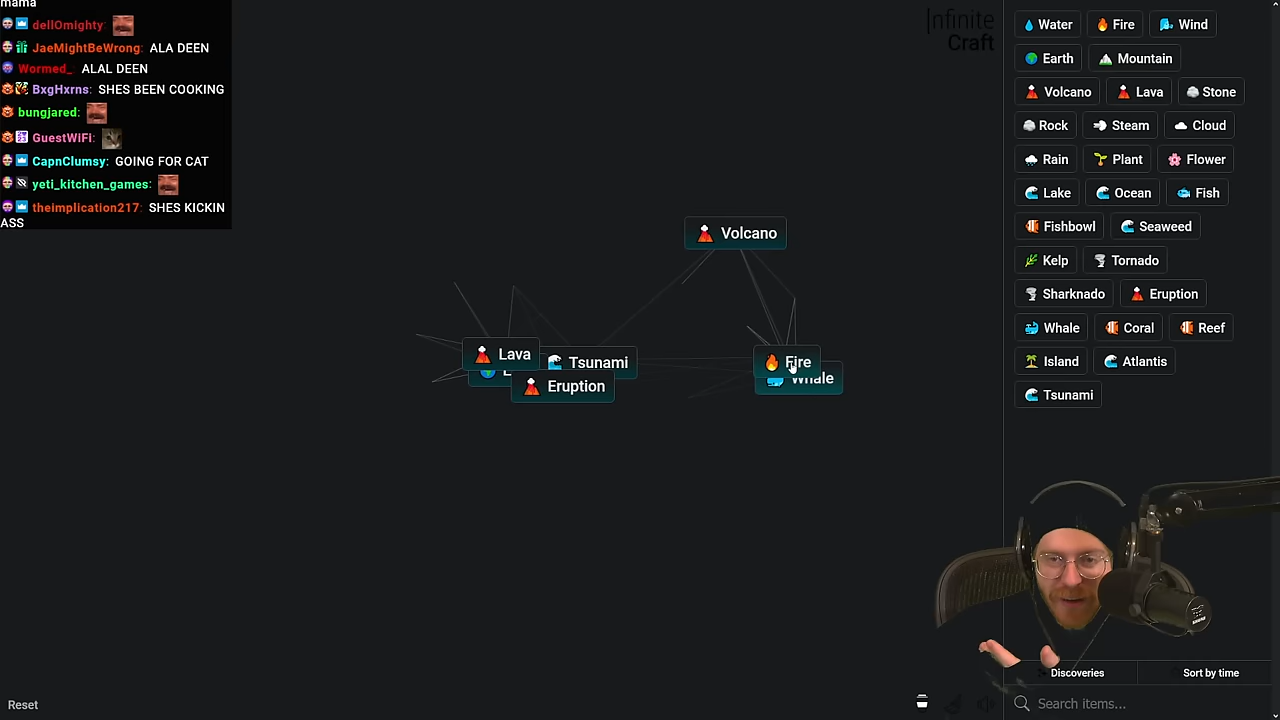 mama
dellOmighty:
JaeMightBeWrong: ALA DEEN
Wormed_ ALAL DEEN
BxgHxrns: SHES BEEN COOKING
bungjared:
GuestWiFi:
CapnClumsy: GOING FOR CAT
yeti_kitchen_games:
theimplication217: SHES KICKIN
ASS
Infinite
Craft
Volcano
Lava
Tsunami
Eruption
Fire
Whale
Water Fire Wind
Earth Mountain
Volcano Lava Stone
Rock Steam Cloud
Rain Plant Flower
Lake Ocean Fish
Fishbowl Seaweed
Kelp Tornado
Sharknado Eruption
Whale Coral Reef
Island Atlantis
Tsunami
Discoveries Sort by time
Search items...
Reset